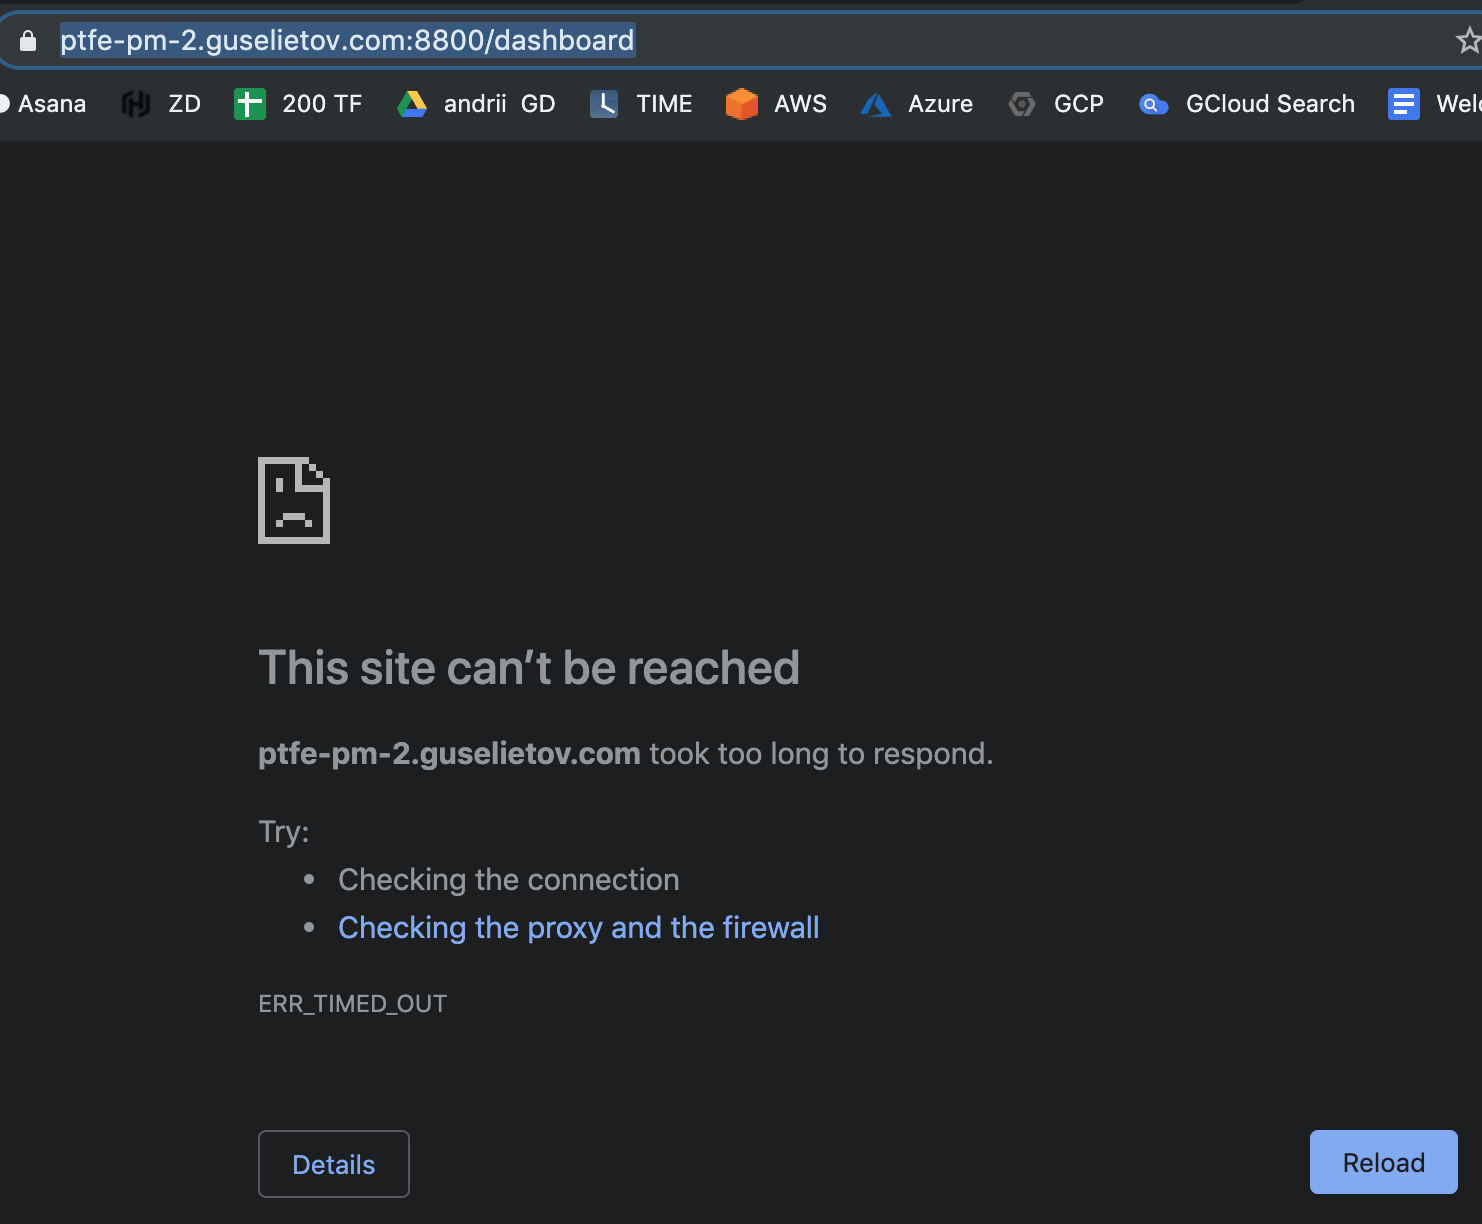 ptfe-pm-2.guselietov.com:8800/dashboard
Asana ZD 200 TF andrii GD TIME AWS Azure GCP GCloud Search
This site can’t be reached
ptfe-pm-2.guselietov.com took too long to respond.
Try:
• Checking the connection
• Checking the proxy and the firewall
ERR_TIMED_OUT
Details
Reload